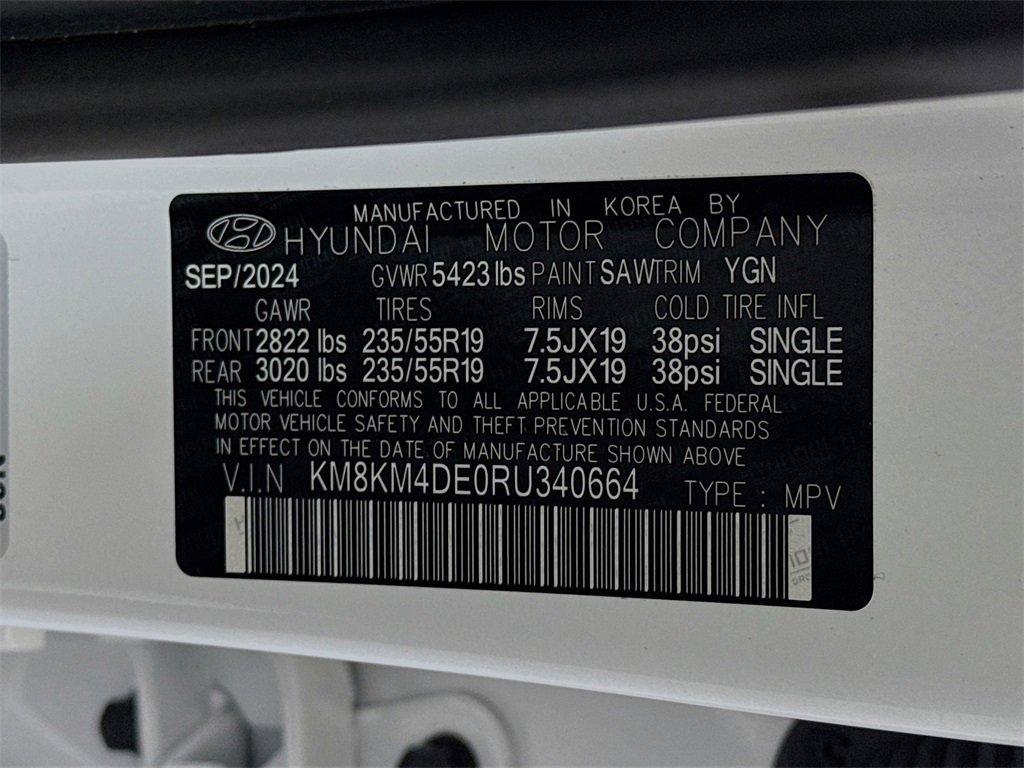 MANUFACTURED IN KOREA BY
HYUNDAI MOTOR COMPANY
SEP/2024 GVWR 5423 lbs PAINT SAW TRIM YGN
GAWR TIRES RIMS COLD TIRE INFL
FRONT 2822 lbs 235/55R19 7.5JX19 38psi SINGLE
REAR 3020 lbs 235/55R19 7.5JX19 38psi SINGLE
THIS VEHICLE CONFORMS TO ALL APPLICABLE U.S.A. FEDERAL
MOTOR VEHICLE SAFETY AND THEFT PREVENTION STANDARDS
IN EFFECT ON THE DATE OF MANUFACTURE SHOWN ABOVE
V.I.N KM8KM4DE0RU340664 TYPE : MPV